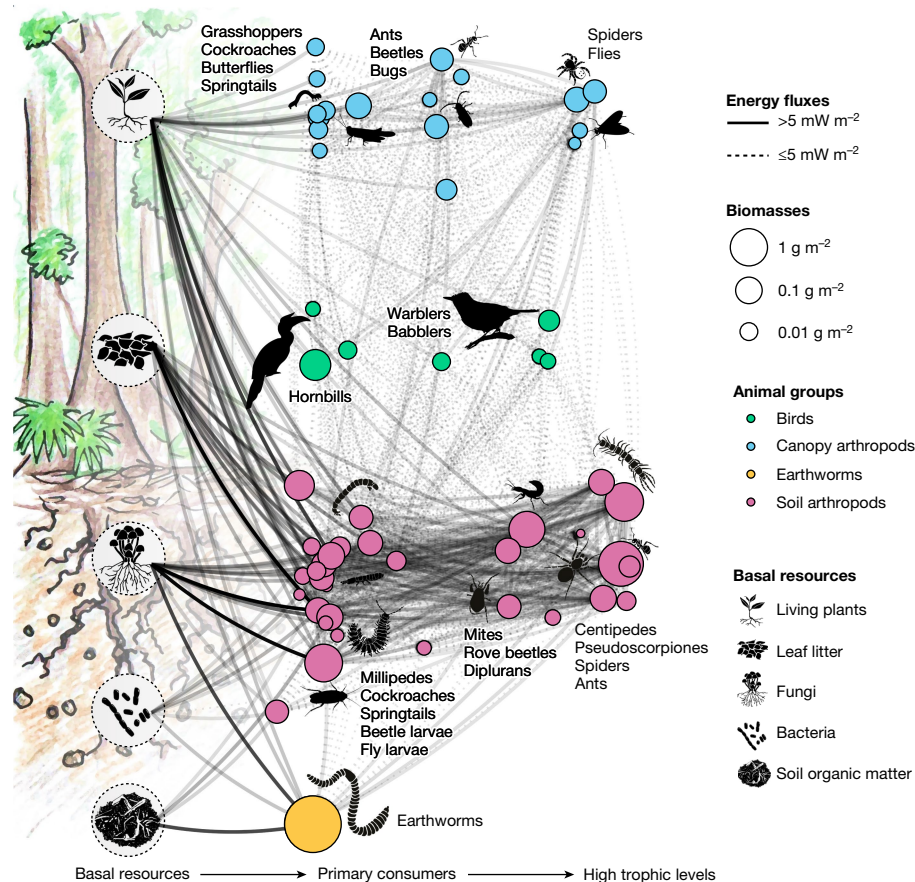 Grasshoppers
Cockroaches
Butterflies
Springtails
Ants
Beetles
Bugs
Spiders
Flies
Warblers
Babblers
Hornbills
Mites
Rove beetles
Diplurans
Centipedes
Pseudoscorpiones
Spiders
Ants
Millipedes
Cockroaches
Springtails
Beetle larvae
Fly larvae
Earthworms
Basal resources
Primary consumers
High trophic levels
Energy fluxes
>5 mW m⁻²
≤5 mW m⁻²
Biomasses
1 g m⁻²
0.1 g m⁻²
0.01 g m⁻²
Animal groups
Birds
Canopy arthropods
Earthworms
Soil arthropods
Basal resources
Living plants
Leaf litter
Fungi
Bacteria
Soil organic matter